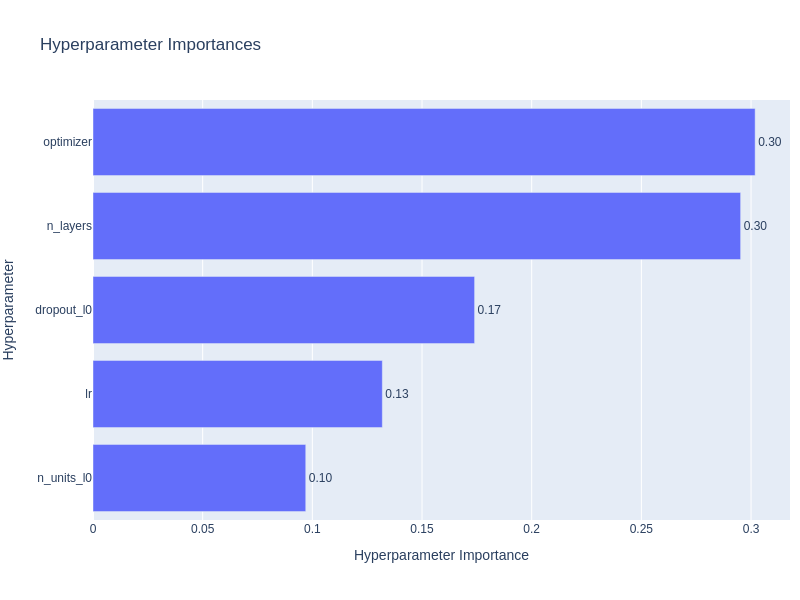 Hyperparameter Importances
optimizer
0.30
n_layers
0.30
dropout_l0
0.17
lr
0.13
n_units_l0
0.10
0
0.05
0.1
0.15
0.2
0.25
0.3
Hyperparameter Importance
Hyperparameter